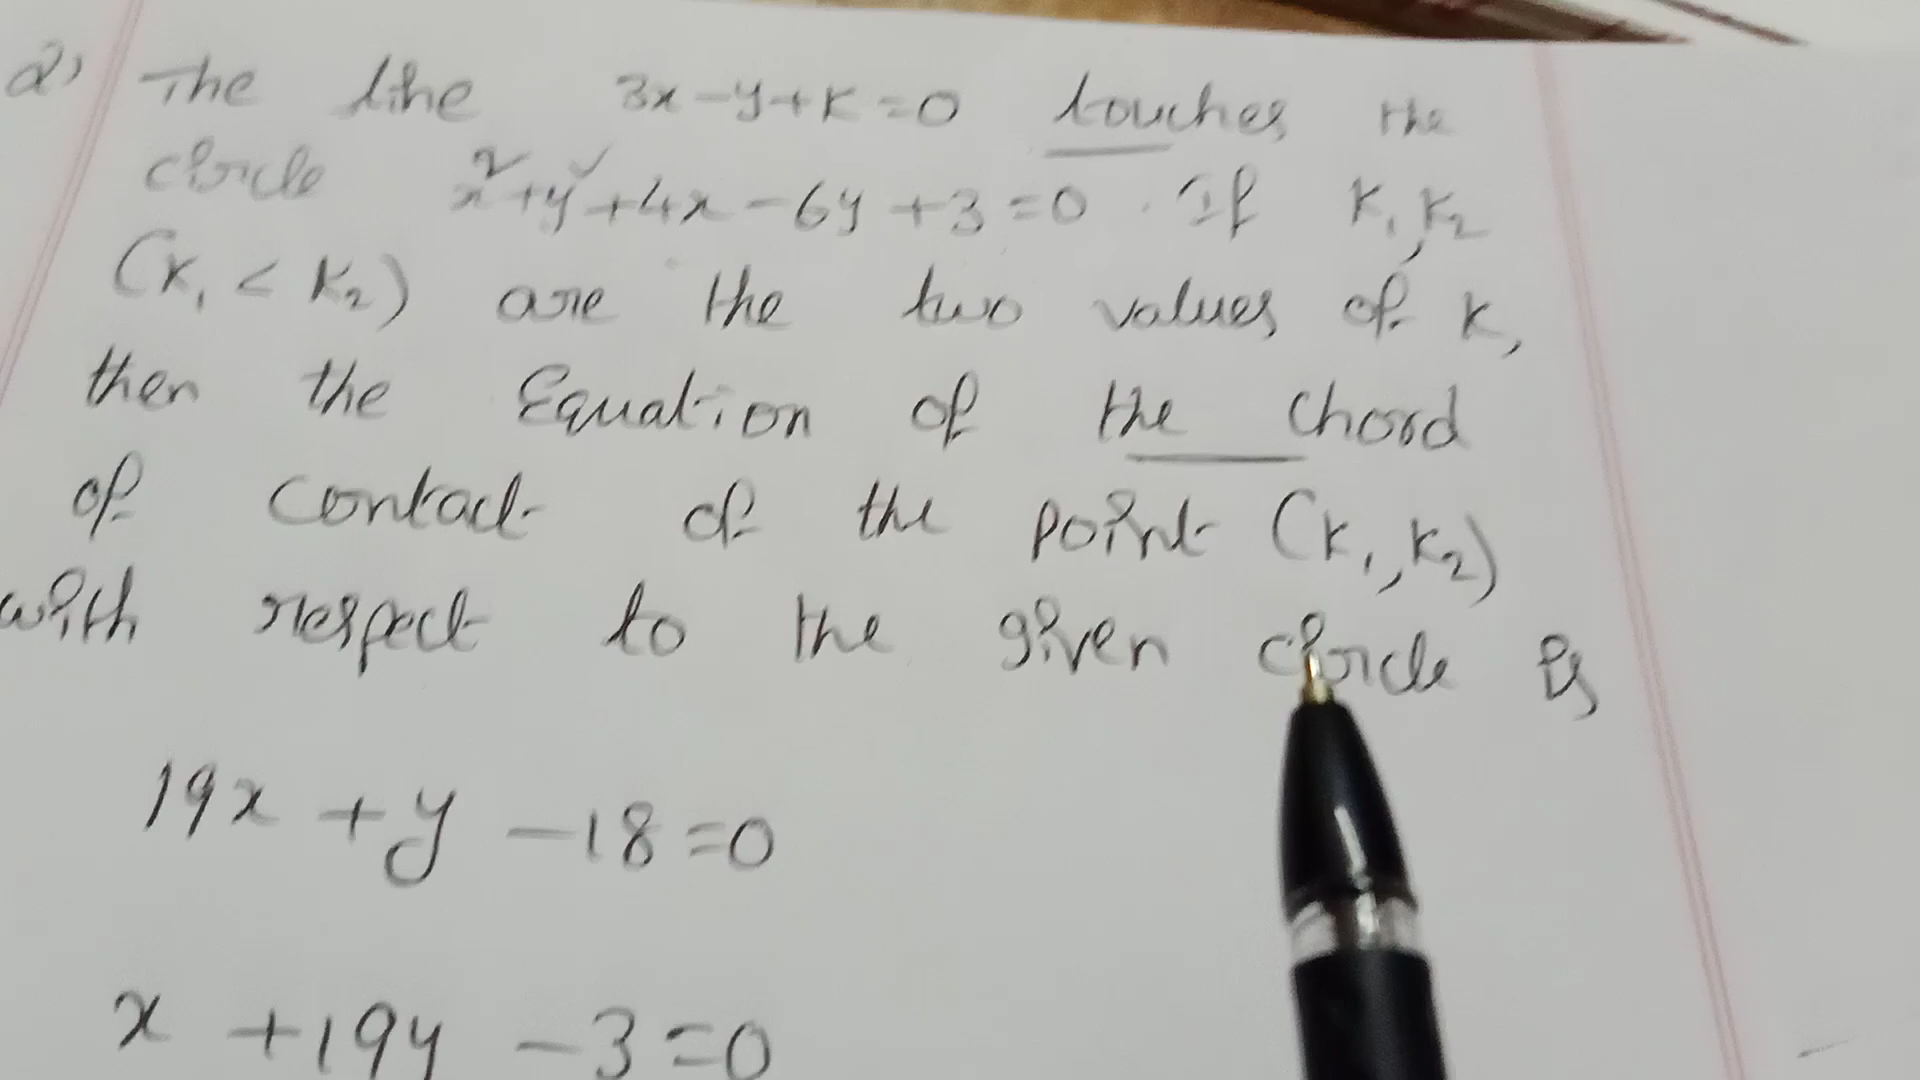 2) The line 3x-y+K=0 touches the
circle x²+y²+4x-6y+3=0. If K₁,K₂
(K₁<K₂) are the two values of K,
then the Equation of the chord
of contact of the point (K₁,K₂)
with respect to the given circle is
19x+y-18=0
x+19y-3=0